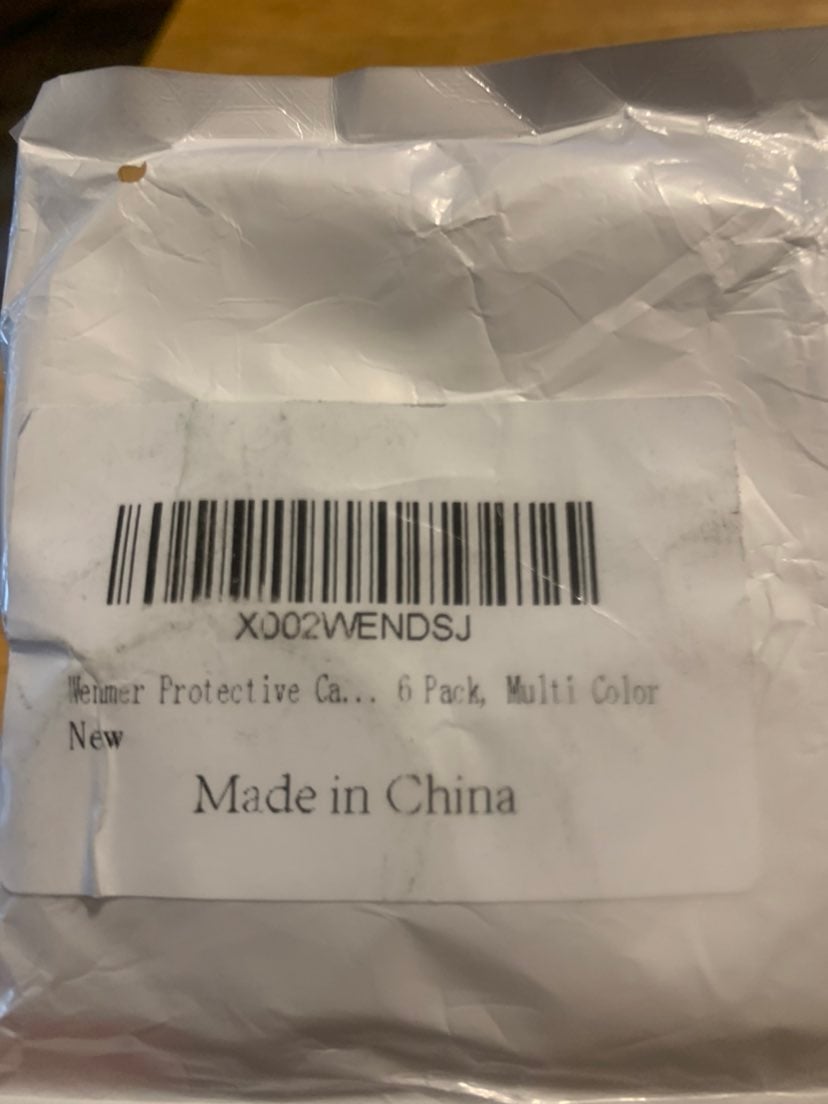 X002WENDSJ
Wenmer Protective Ca... 6 Pack, Multi Color
New
Made in China